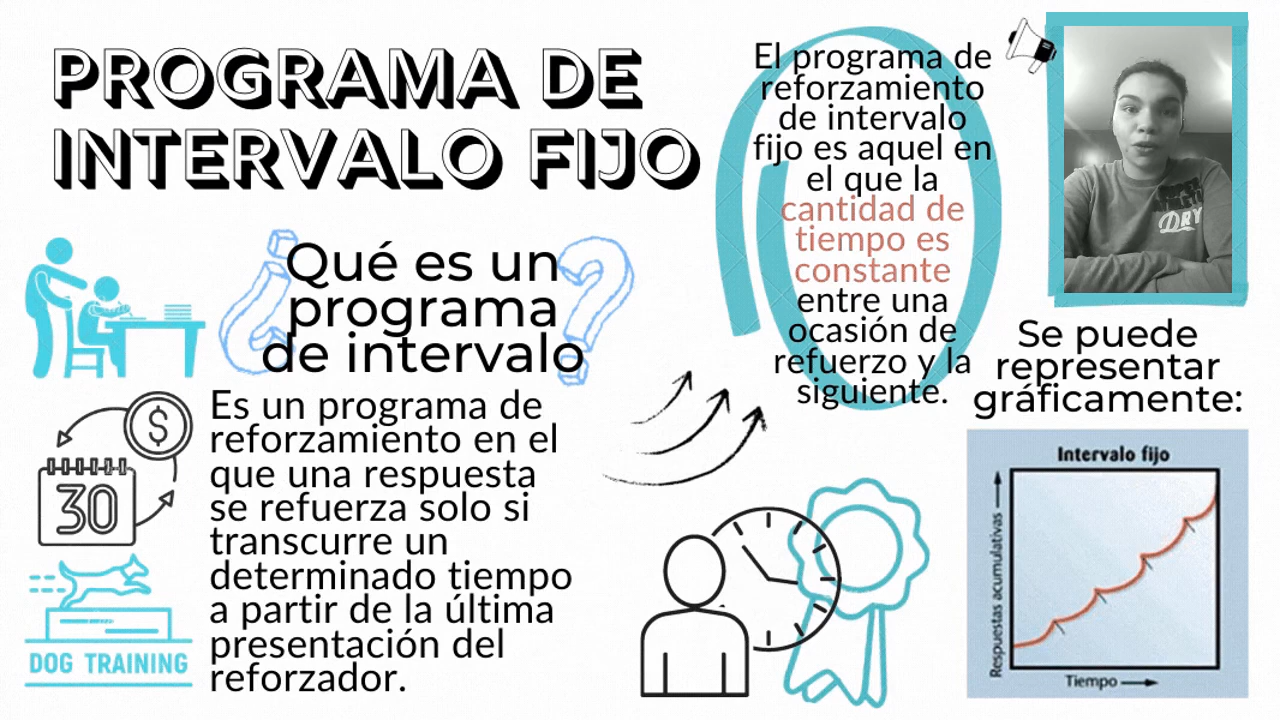 PROGRAMA DE
INTERVALO FIJO
¿Qué es un
programa
de intervalo?
Es un programa de
reforzamiento en el
que una respuesta
se refuerza solo si
transcurre un
determinado tiempo
a partir de la última
presentación del
reforzador.
$
30
DOG TRAINING
El programa de
reforzamiento
de intervalo
fijo es aquel en
el que la
cantidad de
tiempo es
constante
entre una
ocasión de
refuerzo y la
siguiente.
DRY
Se puede
representar
gráficamente:
Intervalo fijo
Respuestas acumulativas
Tiempo